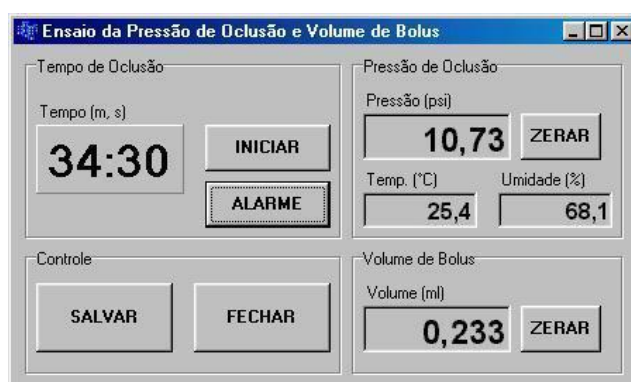 Ensaio da Pressão de Oclusão e Volume de Bolus
Tempo de Oclusão
Tempo (m, s)
34:30
INICIAR
ALARME
Pressão de Oclusão
Pressão (psi)
10,73
ZERAR
Temp. (°C)
Umidade (%)
25,4
68,1
Controle
SALVAR
FECHAR
Volume de Bolus
Volume (ml)
0,233
ZERAR